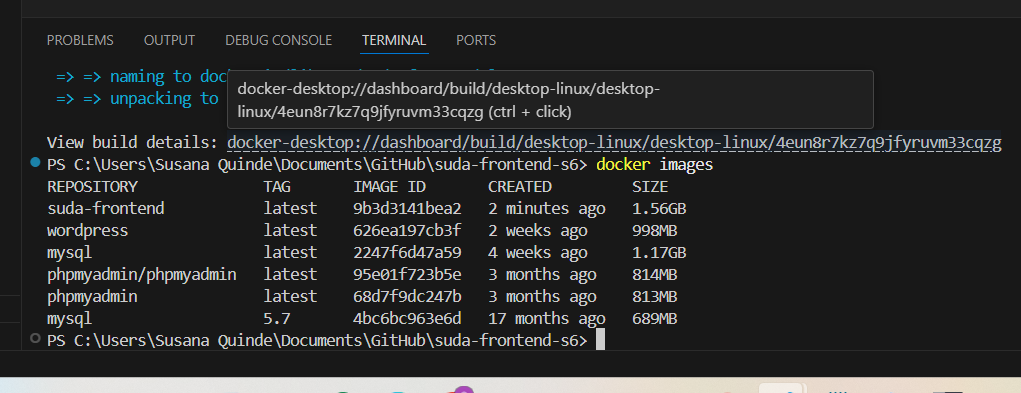 PROBLEMS OUTPUT DEBUG CONSOLE TERMINAL PORTS
=> => naming to doc
docker-desktop://dashboard/build/desktop-linux/desktop-
=> => unpacking to
linux/4eun8r7kz7q9jfyruvm33cqzg (ctrl + click)
View build details: docker-desktop://dashboard/build/desktop-linux/desktop-linux/4eun8r7kz7q9jfyruvm33cqzg
PS C:\Users\Susana Quinde\Documents\GitHub\suda-frontend-s6> docker images
REPOSITORY TAG IMAGE ID CREATED SIZE
suda-frontend latest 9b3d3141bea2 2 minutes ago 1.56GB
wordpress latest 626ea197cb3f 2 weeks ago 998MB
mysql latest 2247f6d47a59 4 weeks ago 1.17GB
phpmyadmin/phpmyadmin latest 95e01f723b5e 3 months ago 814MB
phpmyadmin latest 68d7f9dc247b 3 months ago 813MB
mysql 5.7 4bc6bc963e6d 17 months ago 689MB
PS C:\Users\Susana Quinde\Documents\GitHub\suda-frontend-s6>